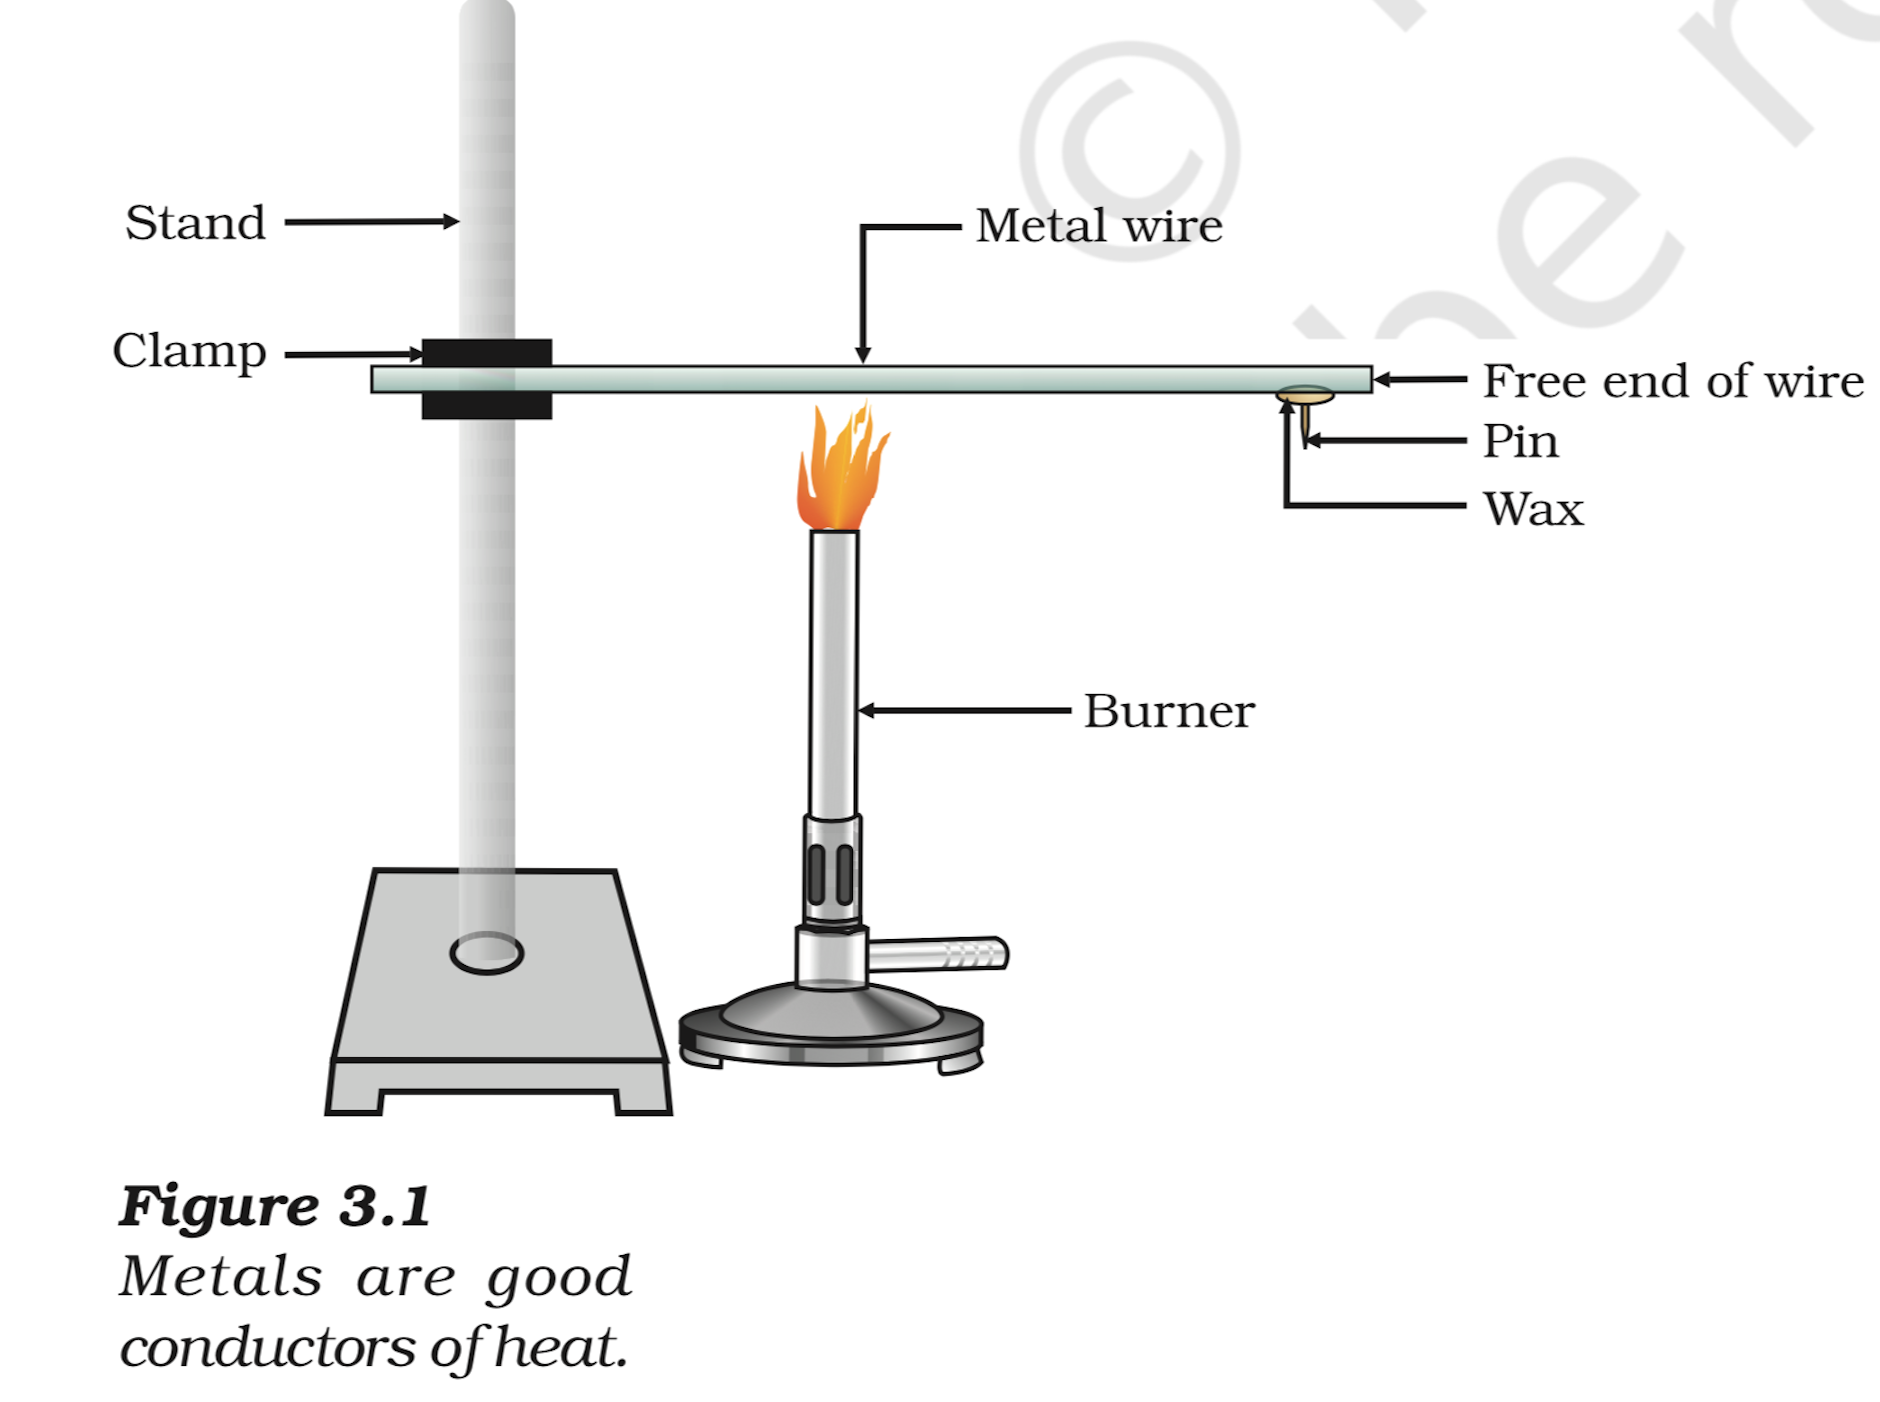 ©
be
Stand
Metal wire
Clamp
Free end of wire
Pin
Wax
Burner
Figure 3.1
Metals are good
conductors of heat.